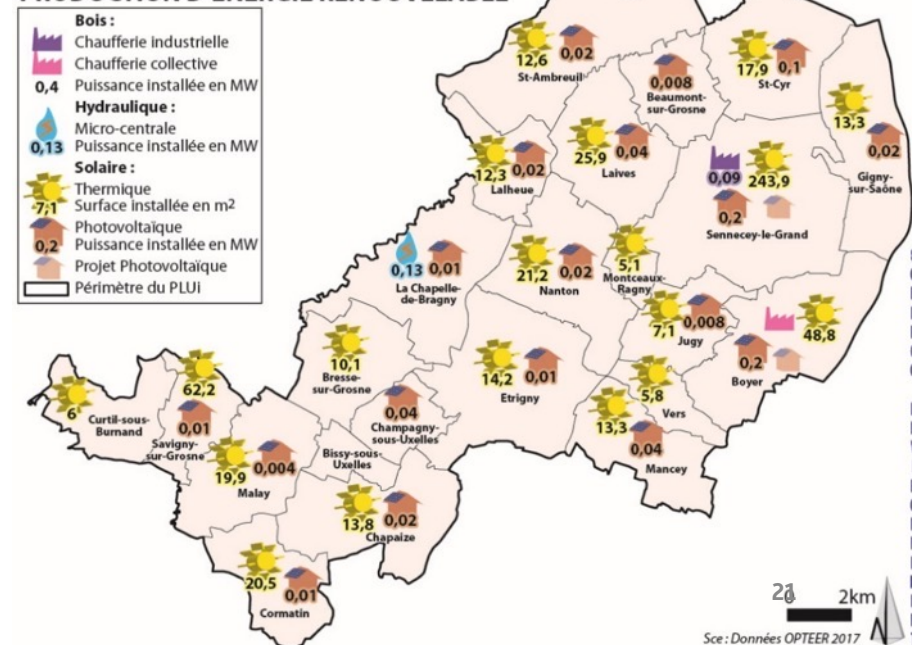 PRODUCTION D'ÉNERGIE RENOUVELABLE
Bois :
Chaufferie industrielle
Chaufferie collective
0,4 Puissance installée en MW
Hydraulique :
Micro-centrale
0,13 Puissance installée en MW
Solaire :
Thermique
7,1 Surface installée en m2
Photovoltaïque
0,2 Puissance installée en MW
Projet Photovoltaïque
Périmètre du PLUi
12,6 0,02
St-Ambreuil
0,008
Beaumont-
sur-Grosne
17,9 0,1
St-Cyr
13,3
0,02
Gigny-
sur-Saône
12,3 0,02
Lalheue
25,9 0,04
Laives
0,09 243,9
0,2
Sennecey-le-Grand
0,13 0,01
La Chapelle-
de-Bragny
21,2 0,02
Nanton
5,1
Montceaux-
Ragny
7,1 0,008
Jugy
48,8
0,2
Boyer
10,1
Bresse-
sur-Grosne
14,2 0,01
Etrigny
5,8
Vers
13,3
0,04
Mancey
6
Curtil-sous-
Burnand
62,2
0,01
Savigny-
sur-Grosne
0,04
Champagny-
sous-Uxelles
Bissy-sous-
Uxelles
19,9 0,004
Malay
13,8 0,02
Chapaize
20,5 0,01
Cormatin
21
0 2km
N
Sce : Données OPTEER 2017